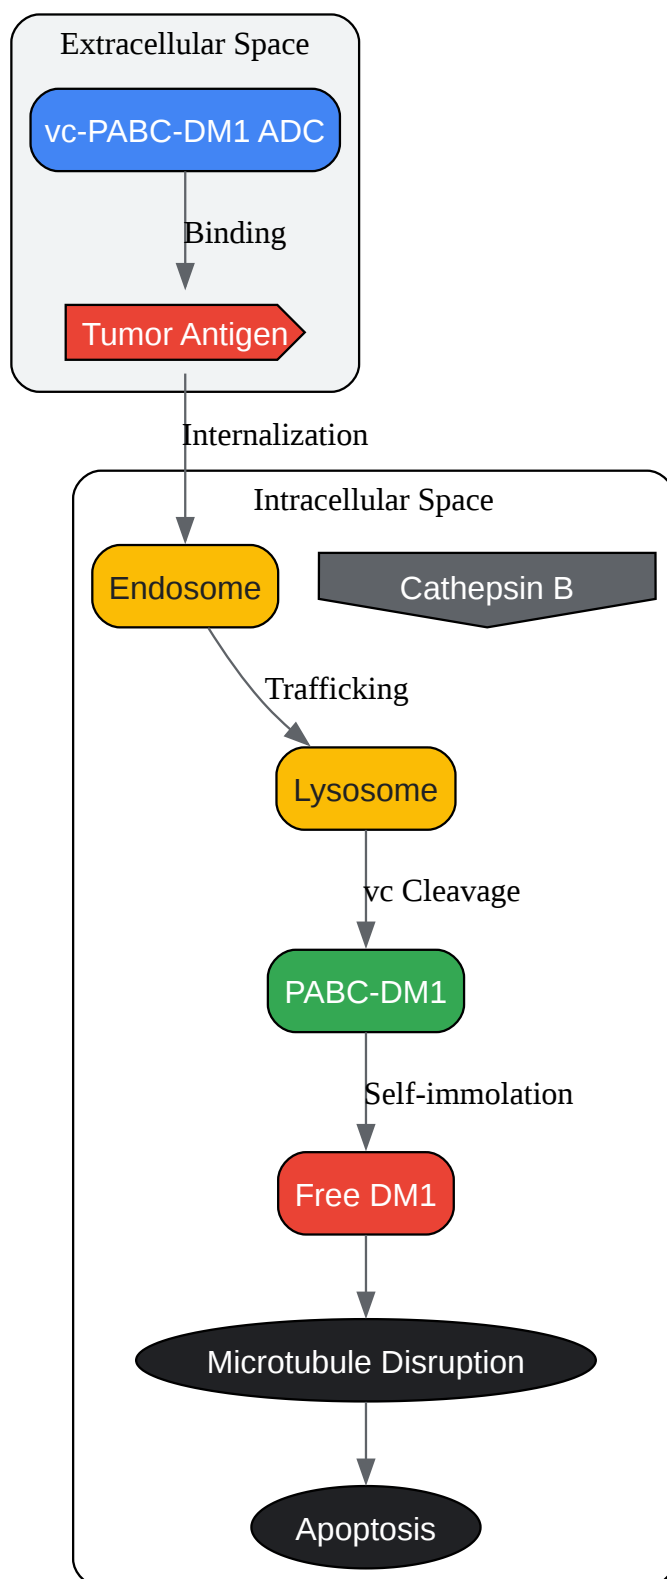 Extracellular Space
vc-PABC-DM1 ADC
Binding
Tumor Antigen
Internalization
Intracellular Space
Endosome
Cathepsin B
Trafficking
Lysosome
vc Cleavage
PABC-DM1
Self-immolation
Free DM1
Microtubule Disruption
Apoptosis